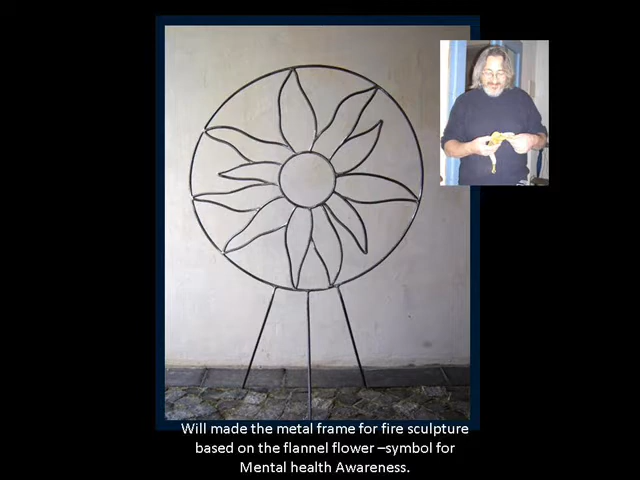 Will made the metal frame for fire sculpture
based on the flannel flower –symbol for
Mental health Awareness.